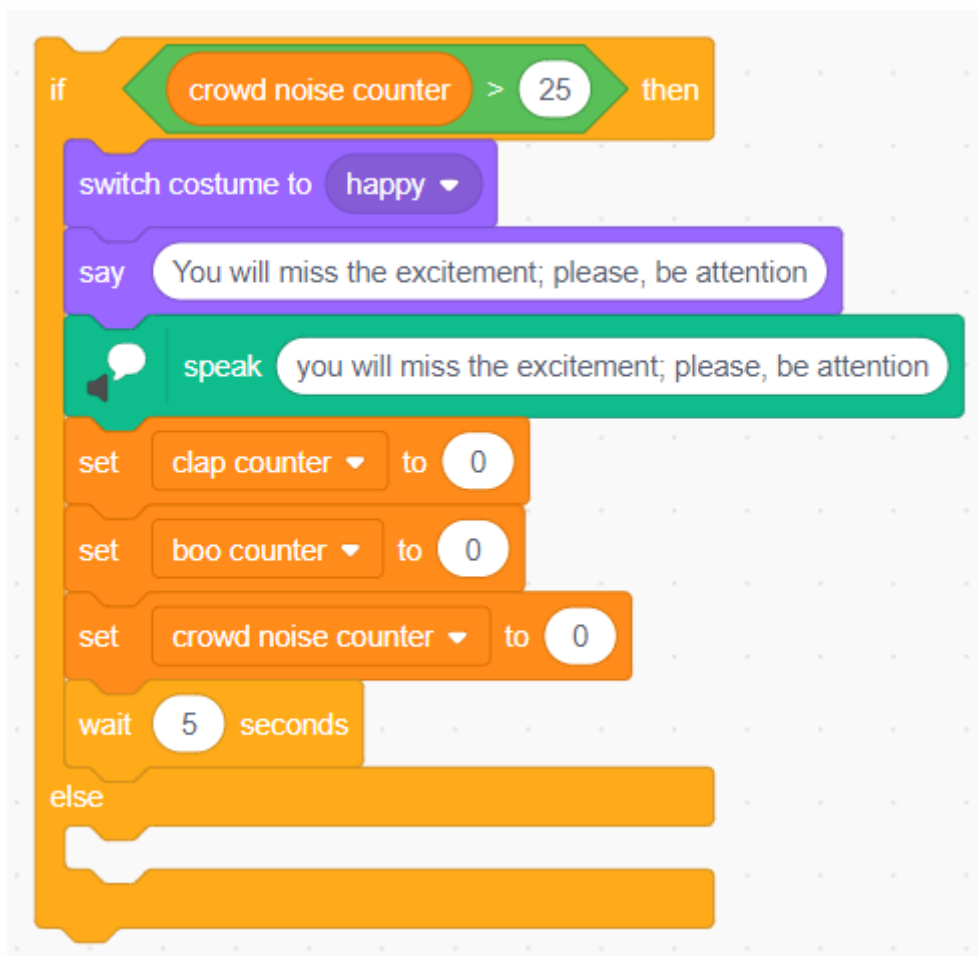 if crowd noise counter > 25 then
switch costume to happy
say You will miss the excitement; please, be attention
speak you will miss the excitement; please, be attention
set clap counter to 0
set boo counter to 0
set crowd noise counter to 0
wait 5 seconds
else